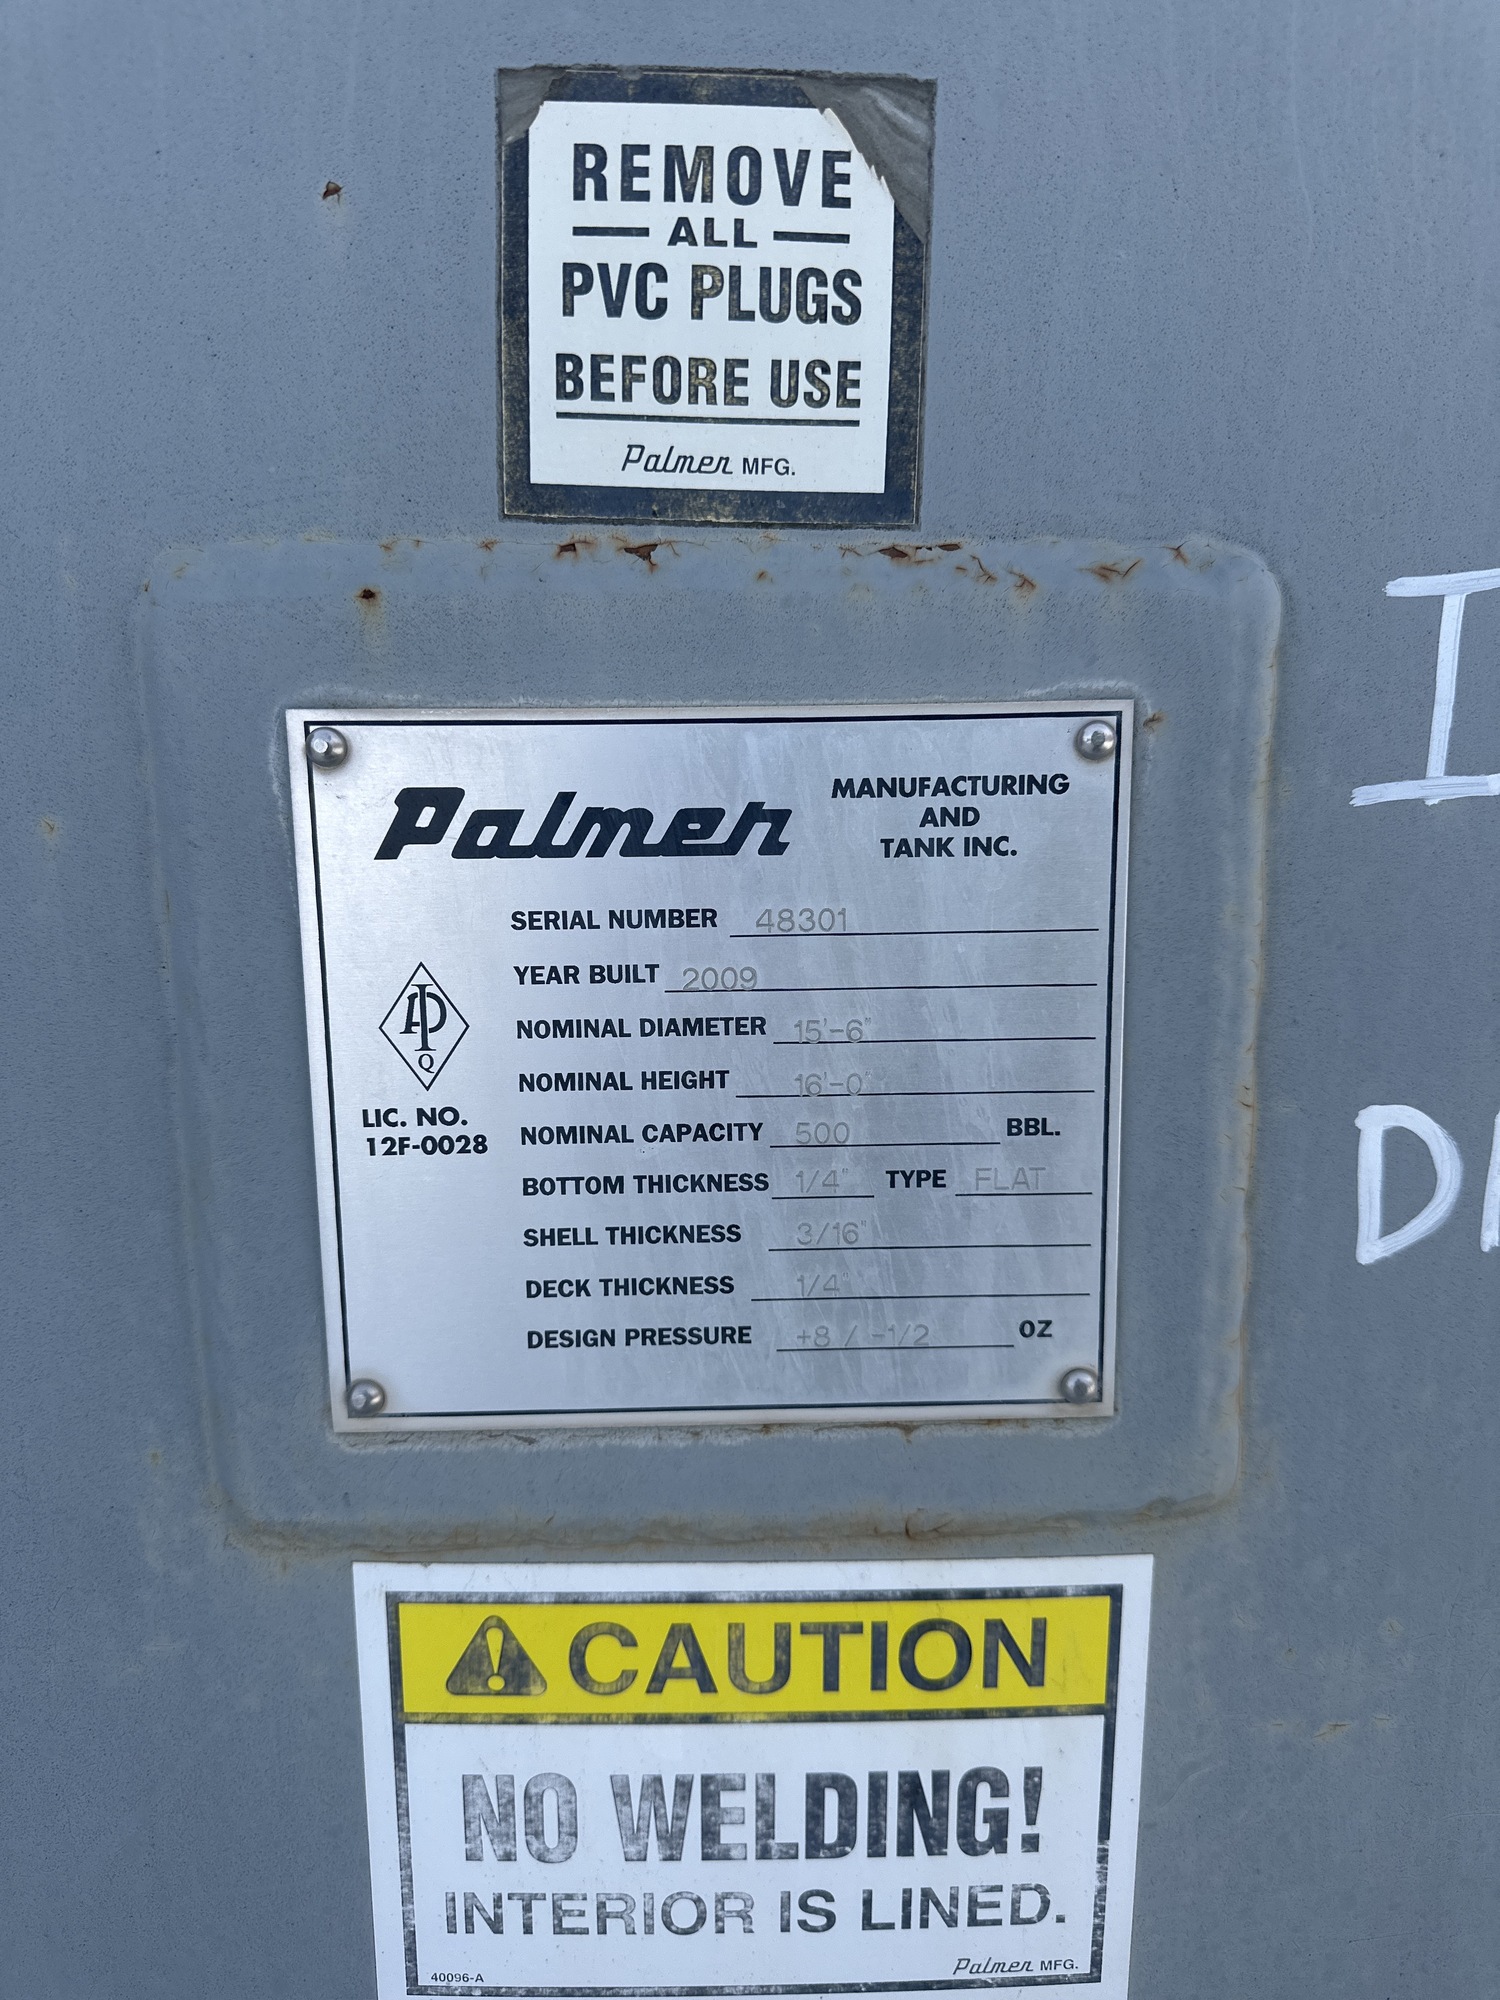 REMOVE
ALL
PVC PLUGS
BEFORE USE
Palmer MFG.
Palmer MANUFACTURING
AND
TANK INC.
SERIAL NUMBER 48301
YEAR BUILT 2009
NOMINAL DIAMETER 15'-6"
NOMINAL HEIGHT 16'-0"
NOMINAL CAPACITY 500 BBL.
BOTTOM THICKNESS 1/4" TYPE FLAT
SHELL THICKNESS 3/16"
DECK THICKNESS 1/4"
DESIGN PRESSURE +8 / -1/2 OZ
API
Q
LIC. NO.
12F-0028
CAUTION
NO WELDING!
INTERIOR IS LINED.
40096-A Palmer MFG.